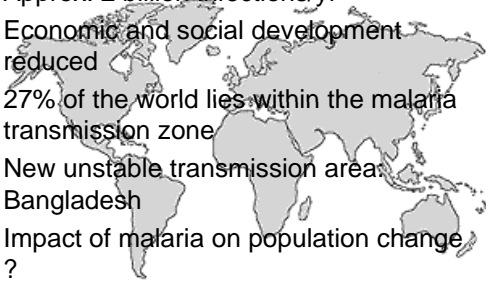 Economic and social development
reduced
27% of the world lies within the malaria
transmission zone
New unstable transmission area:
Bangladesh
Impact of malaria on population change
?